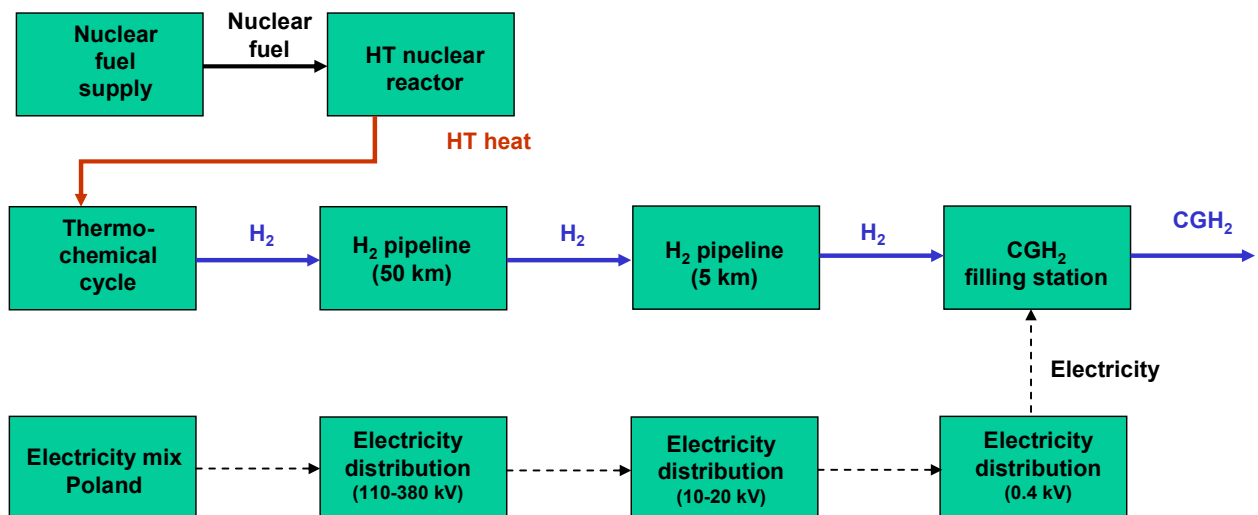 Nuclear
fuel
supply
Nuclear
fuel
HT nuclear
reactor
HT heat
Thermo-
chemical
cycle
H₂
H₂ pipeline
(50 km)
H₂
H₂ pipeline
(5 km)
H₂
CGH₂
filling station
CGH₂
Electricity
Electricity mix
Poland
Electricity
distribution
(110-380 kV)
Electricity
distribution
(10-20 kV)
Electricity
distribution
(0.4 kV)